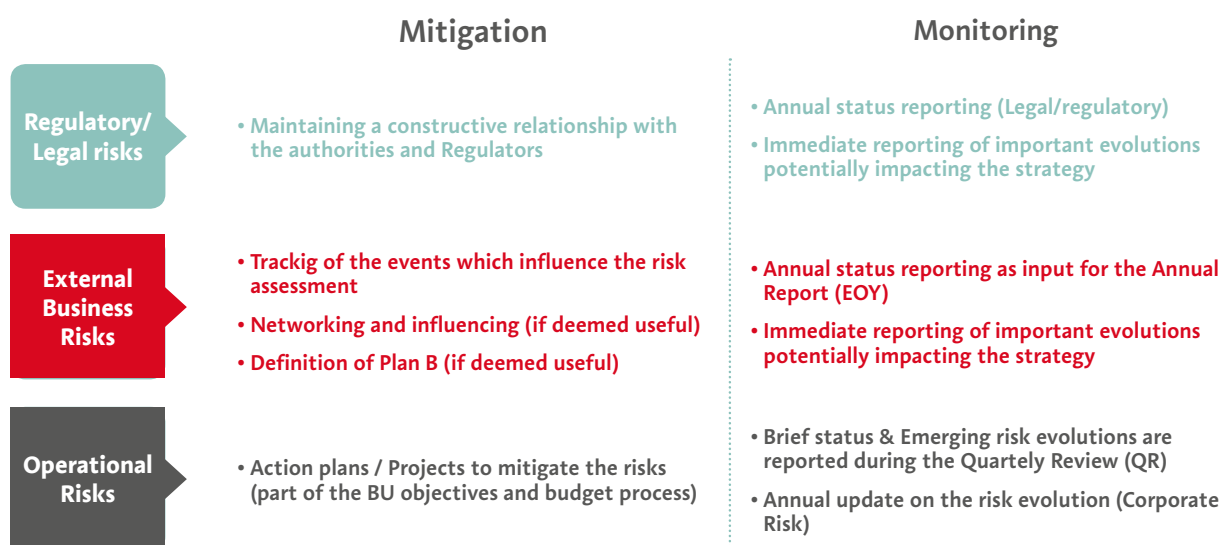 Mitigation
Monitoring
Regulatory/
Legal risks
• Maintaining a constructive relationship with
the authorities and Regulators
• Annual status reporting (Legal/regulatory)
• Immediate reporting of important evolutions
potentially impacting the strategy
External
Business
Risks
• Trackig of the events which influence the risk
assessment
• Networking and influencing (if deemed useful)
• Definition of Plan B (if deemed useful)
• Annual status reporting as input for the Annual
Report (EOY)
• Immediate reporting of important evolutions
potentially impacting the strategy
Operational
Risks
• Action plans / Projects to mitigate the risks
(part of the BU objectives and budget process)
• Brief status & Emerging risk evolutions are
reported during the Quartely Review (QR)
• Annual update on the risk evolution (Corporate
Risk)